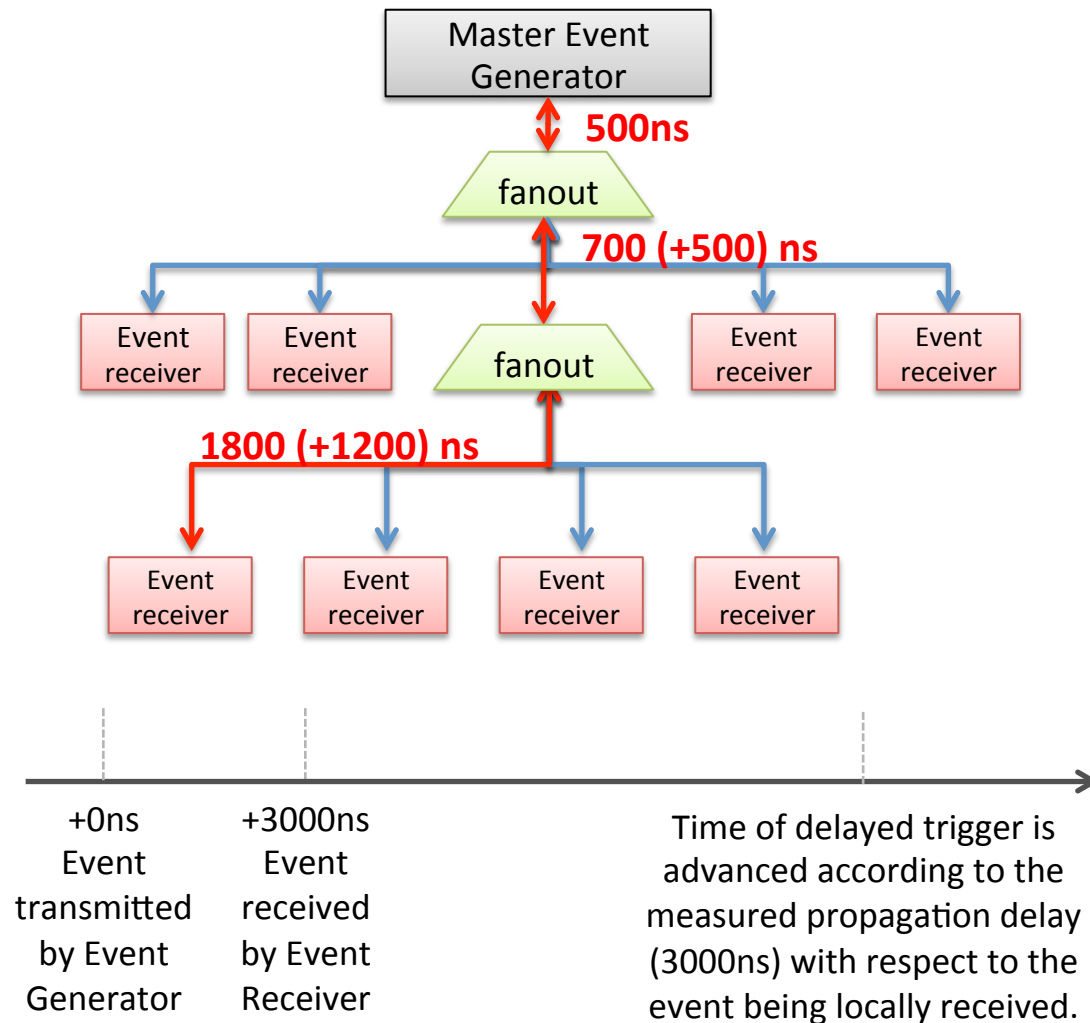 Master Event
Generator
500ns
fanout
700 (+500) ns
Event
receiver
Event
receiver
fanout
Event
receiver
Event
receiver
1800 (+1200) ns
Event
receiver
Event
receiver
Event
receiver
Event
receiver
+0ns
Event
transmitted
by Event
Generator
+3000ns
Event
received
by Event
Receiver
Time of delayed trigger is
advanced according to the
measured propagation delay
(3000ns) with respect to the
event being locally received.